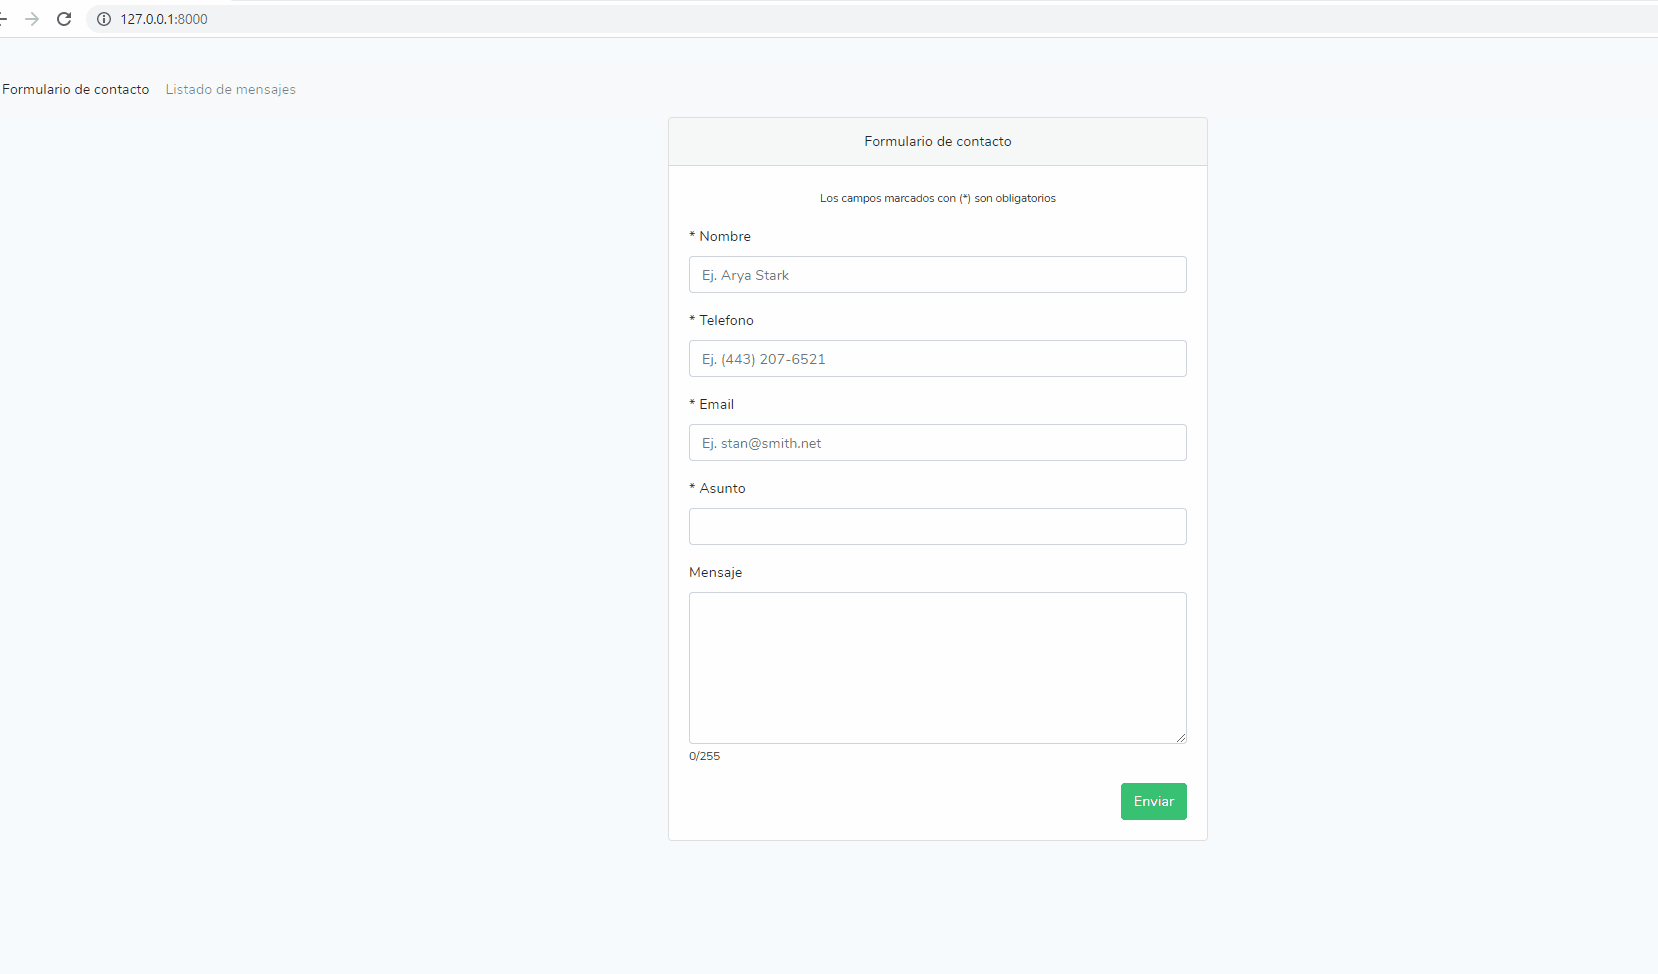 127.0.0.1:8000
Formulario de contacto Listado de mensajes
Formulario de contacto
Los campos marcados con (*) son obligatorios
* Nombre
Ej. Arya Stark
* Telefono
Ej. (443) 207-6521
* Email
Ej. stan@smith.net
* Asunto
Mensaje
0/255
Enviar